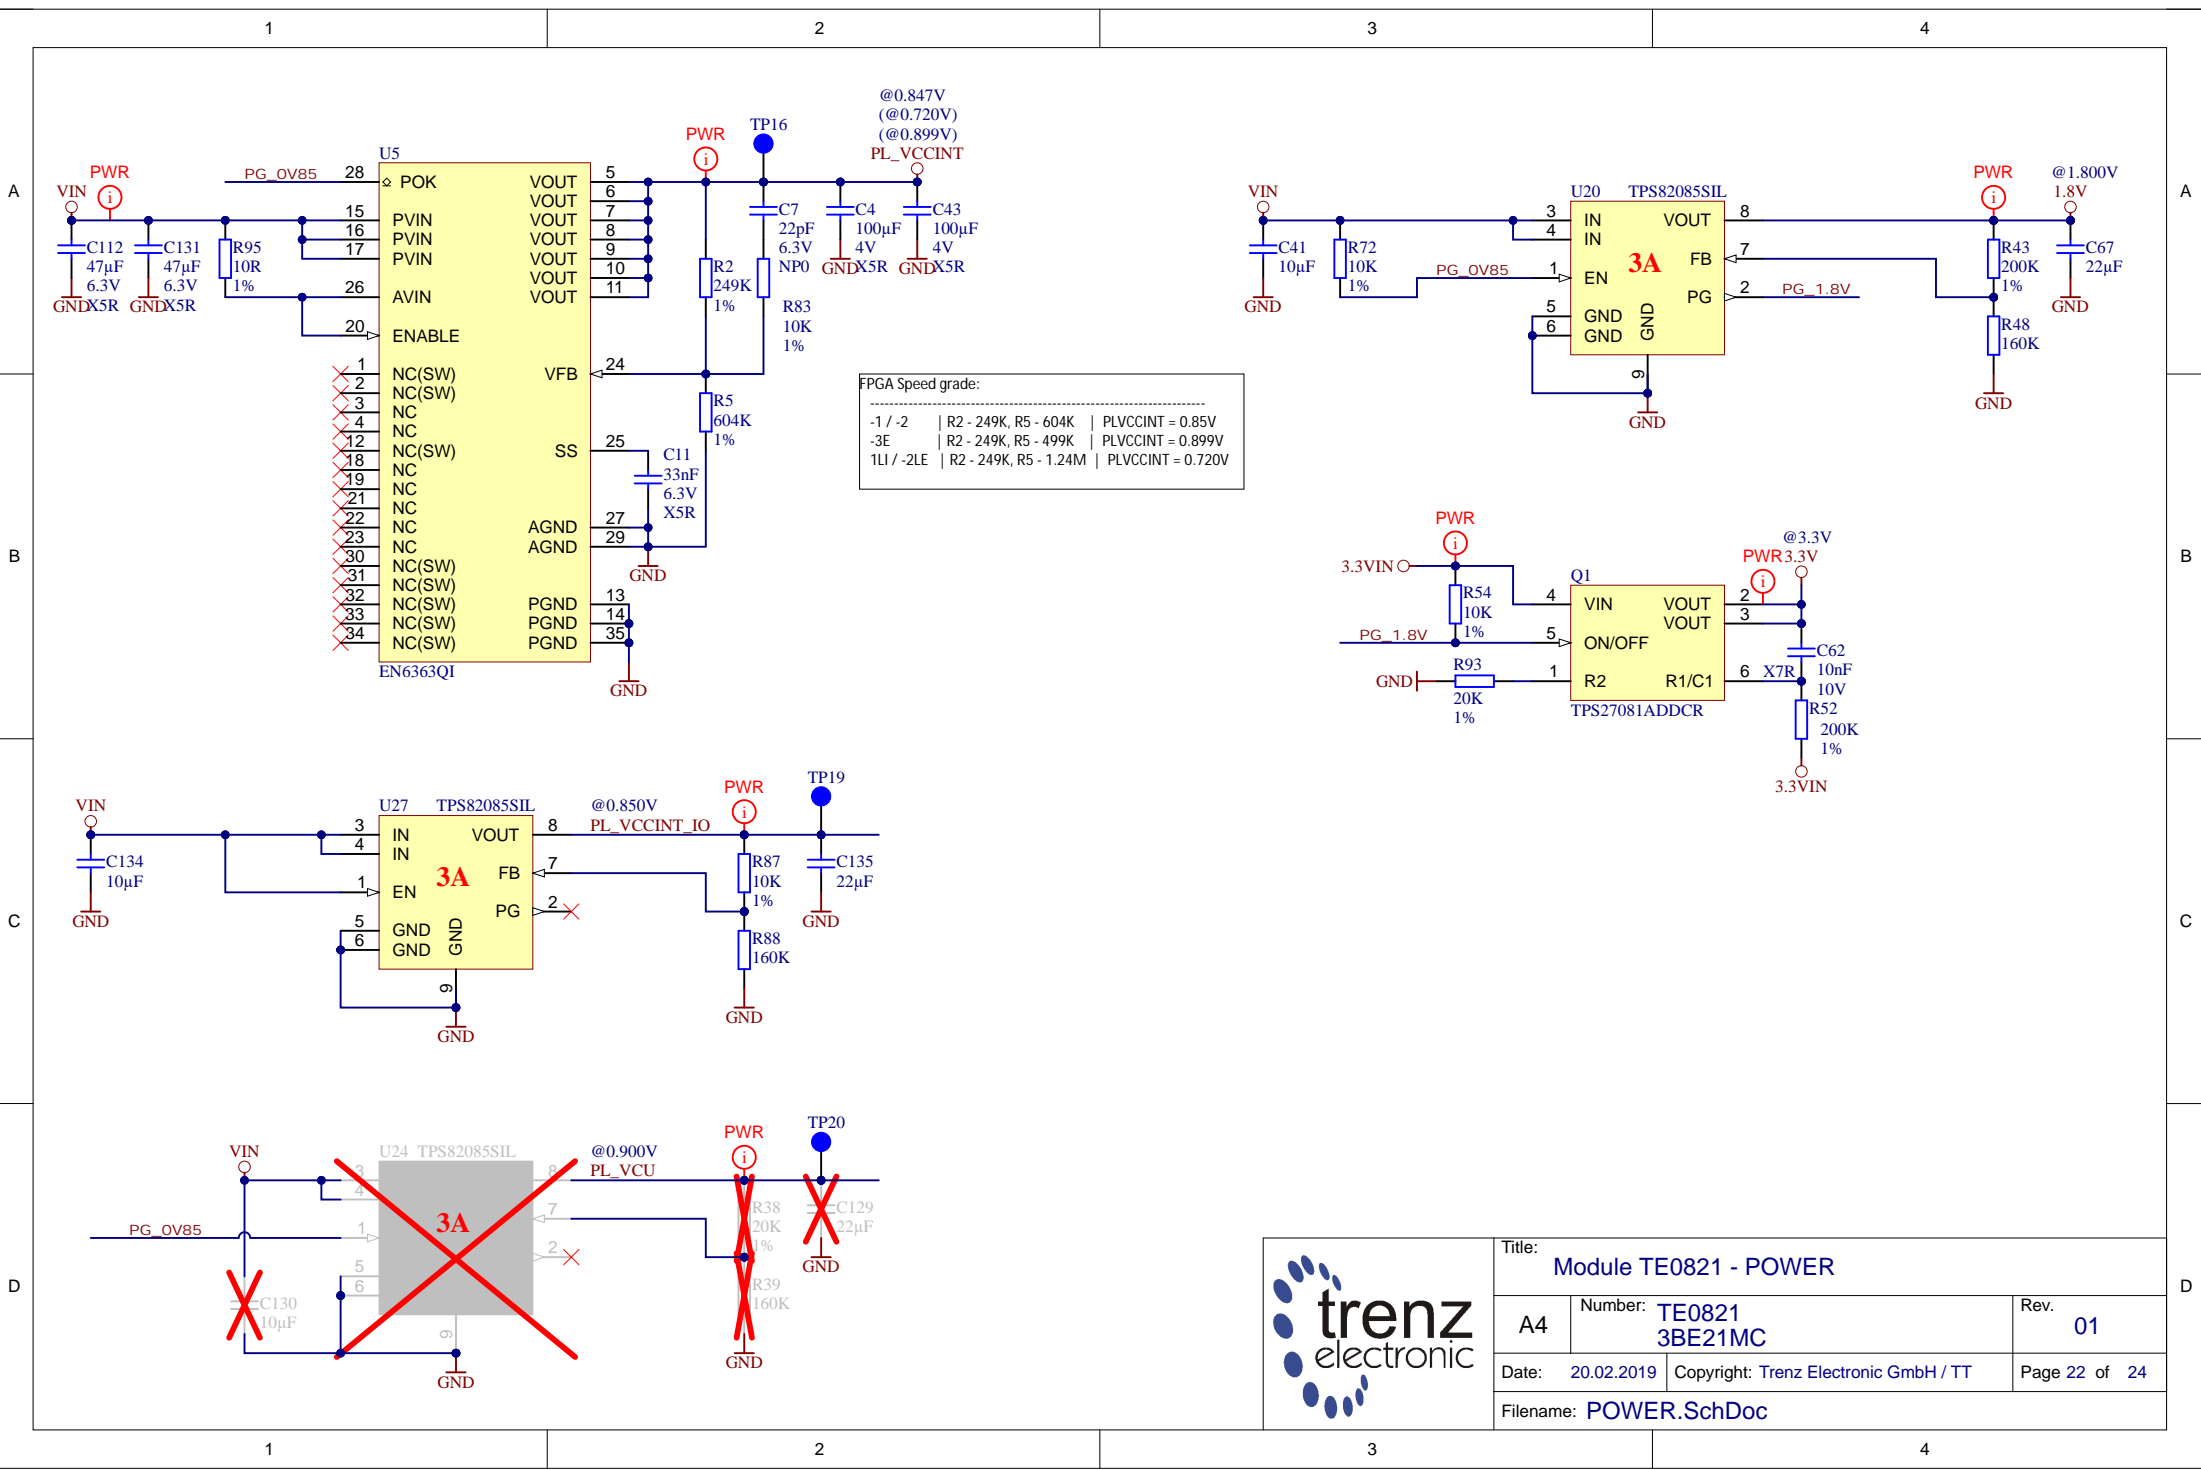 1
2
3
4
A
A
B
B
C
C
D
D
@0.847V
(@0.720V)
(@0.899V)
PL_VCCINT
TP16
PWR
PWR
VIN
U5
PG_0V85
28 POK
VOUT 5
VOUT 6
15 PVIN
VOUT 7
16 PVIN
VOUT 8
17 PVIN
VOUT 9
VOUT 10
26 AVIN
VOUT 11
20 ENABLE
1 NC(SW)
VFB 24
2 NC(SW)
3 NC
4 NC
12 NC(SW)
SS 25
18 NC
19 NC
21 NC
22 NC
AGND 27
23 NC
AGND 29
30 NC(SW)
31 NC(SW)
32 NC(SW)
PGND 13
33 NC(SW)
PGND 14
34 NC(SW)
PGND 35
EN6363QI
C112
47µF
6.3V
X5R
GND
C131
47µF
6.3V
X5R
GND
R95
10R
1%
C7
22pF
6.3V
NP0
C4
100µF
4V
X5R
GND
C43
100µF
4V
X5R
GND
R2
249K
1%
R83
10K
1%
R5
604K
1%
C11
33nF
6.3V
X5R
GND
GND
FPGA Speed grade:
----------------------------------------------------------------------
-1 / -2 | R2 - 249K, R5 - 604K | PLVCCINT = 0.85V
-3E | R2 - 249K, R5 - 499K | PLVCCINT = 0.899V
1LI / -2LE | R2 - 249K, R5 - 1.24M | PLVCCINT = 0.720V
VIN
U20 TPS82085SIL
PWR
@1.800V
1.8V
3 IN
VOUT 8
4 IN
FB 7
3A
1 EN
PG 2
PG_0V85
PG_1.8V
5 GND
6 GND
GND
9
GND
C41
10µF
GND
R72
10K
1%
R43
200K
1%
C67
22µF
GND
R48
160K
GND
PWR
3.3VIN
@3.3V
PWR
3.3V
Q1
4 VIN
VOUT 2
VOUT 3
5 ON/OFF
1 R2
R1/C1 6
TPS27081ADDCR
R54
10K
1%
PG_1.8V
R93
GND
20K
1%
X7R
C62
10nF
10V
R52
200K
1%
3.3VIN
VIN
U27 TPS82085SIL
@0.850V
PL_VCCINT_IO
PWR
TP19
3 IN
VOUT 8
4 IN
3A
FB 7
1 EN
PG 2
5 GND
6 GND
GND
9
GND
C134
10µF
GND
R87
10K
1%
C135
22µF
GND
R88
160K
GND
VIN
U24 TPS82085SIL
@0.900V
PL_VCU
PWR
TP20
3
8
4
3A
7
PG_0V85
1
2
5
6
9
GND
C130
10µF
R38
20K
1%
C129
22µF
GND
R39
160K
GND
trenz
electronic
Title:
Module TE0821 - POWER
A4
Number: TE0821
3BE21MC
Rev.
01
Date: 20.02.2019
Copyright: Trenz Electronic GmbH / TT
Page 22 of 24
Filename: POWER.SchDoc
1
2
3
4